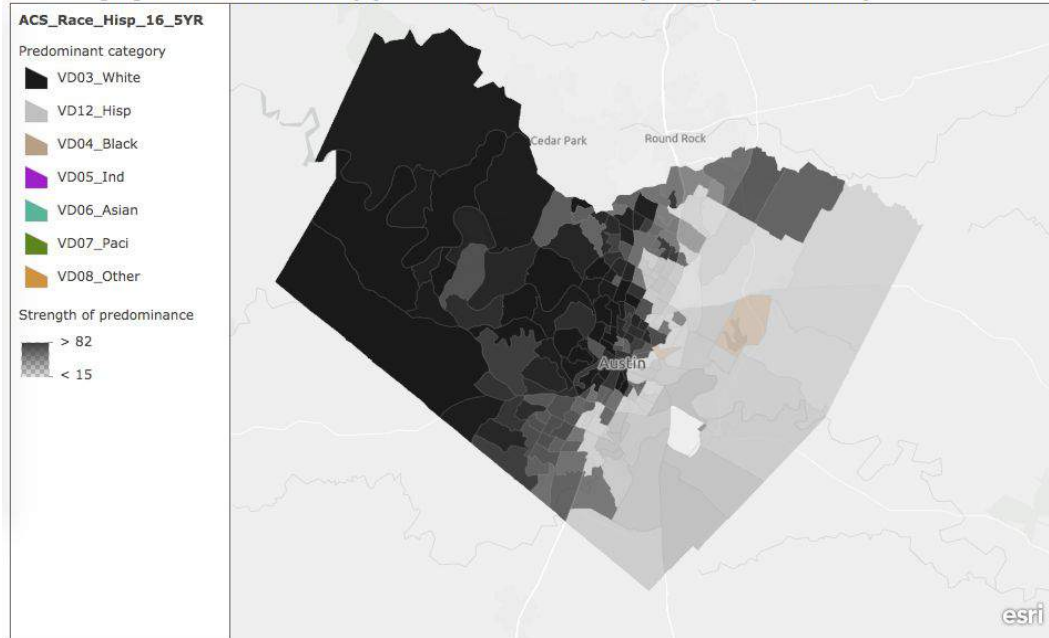 ACS_Race_Hisp_16_5YR
Predominant category
VD03_White
VD12_Hisp
VD04_Black
VD05_Ind
VD06_Asian
VD07_Paci
VD08_Other
Strength of predominance
> 82
< 15
Cedar Park
Round Rock
Austin
esri